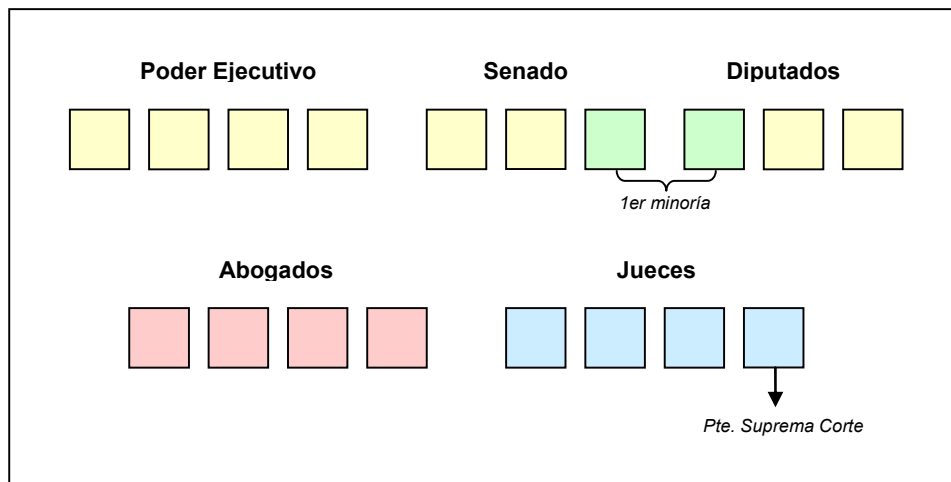 Poder Ejecutivo
Senado
Diputados
1er minoría
Abogados
Jueces
Pte. Suprema Corte